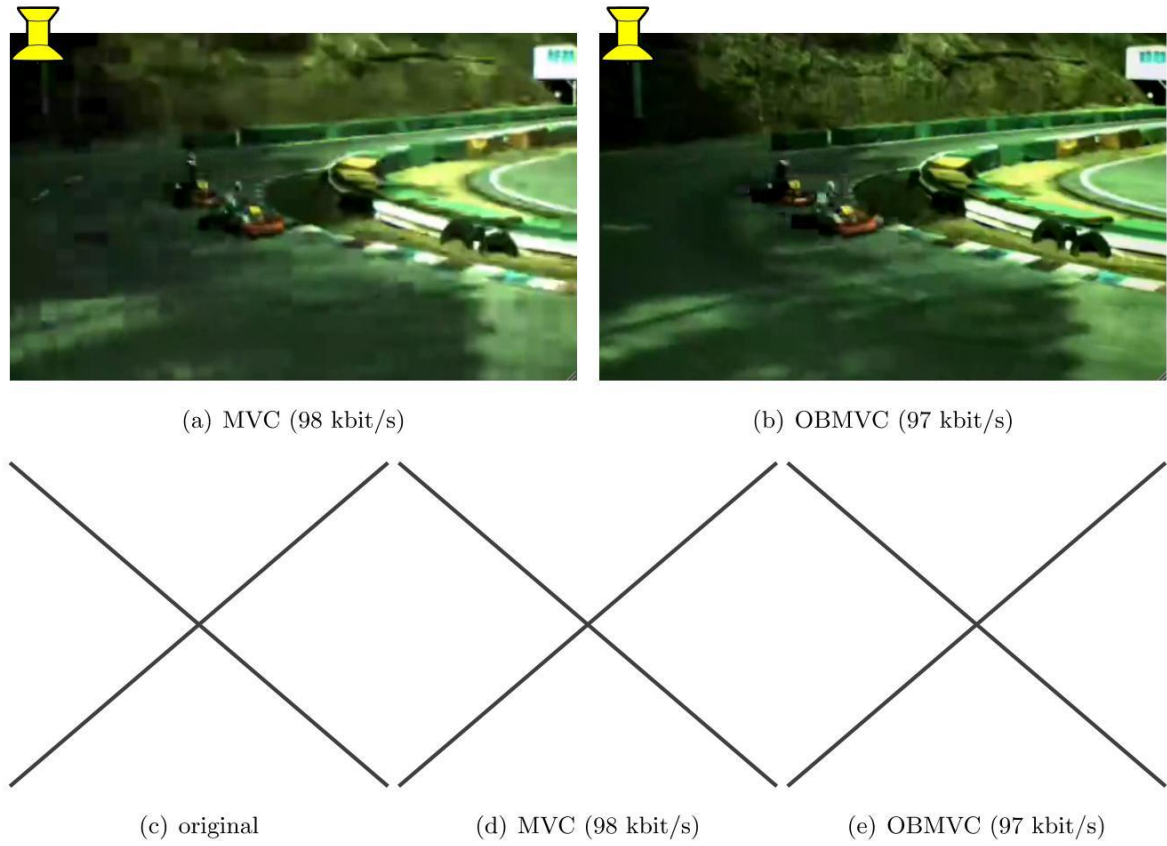 (a) MVC (98 kbit/s)
(b) OBMVC (97 kbit/s)
(c) original
(d) MVC (98 kbit/s)
(e) OBMVC (97 kbit/s)